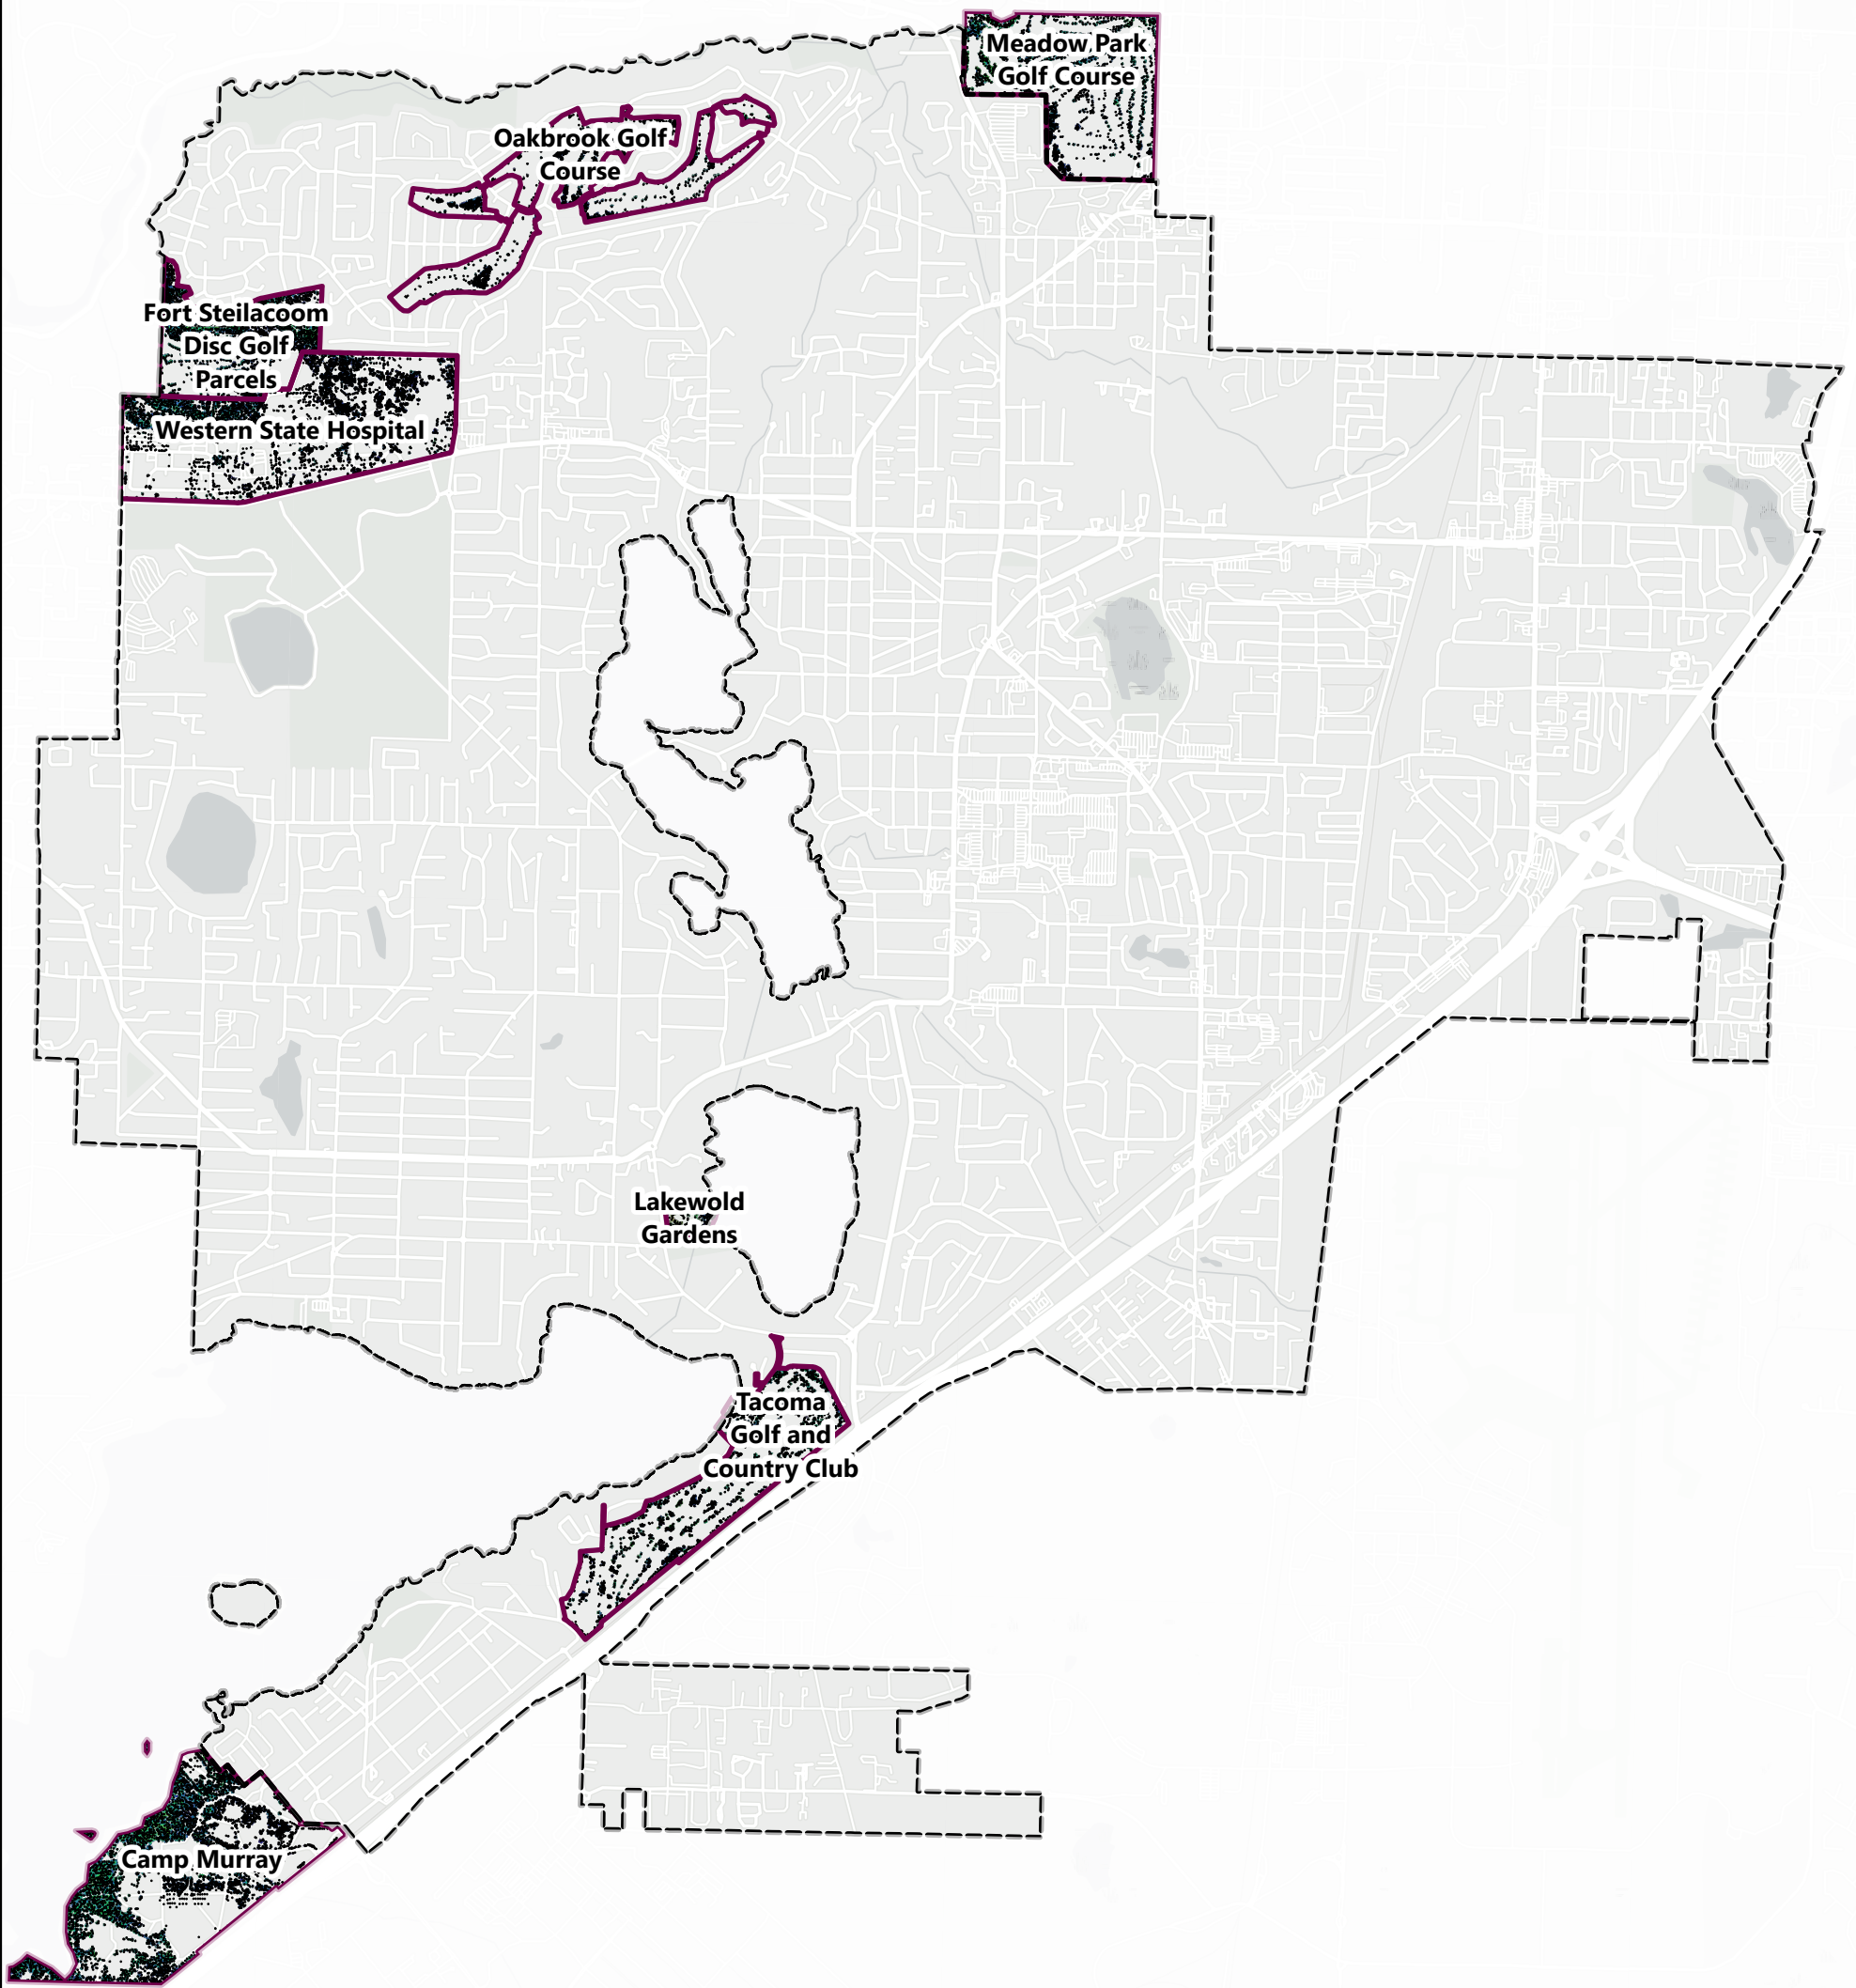 Meadow Park
Golf Course
Oakbrook Golf
Course
Fort Steilacoom
Disc Golf
Parcels
Western State Hospital
Lakewold
Gardens
Tacoma
Golf and
Country Club
Camp Murray